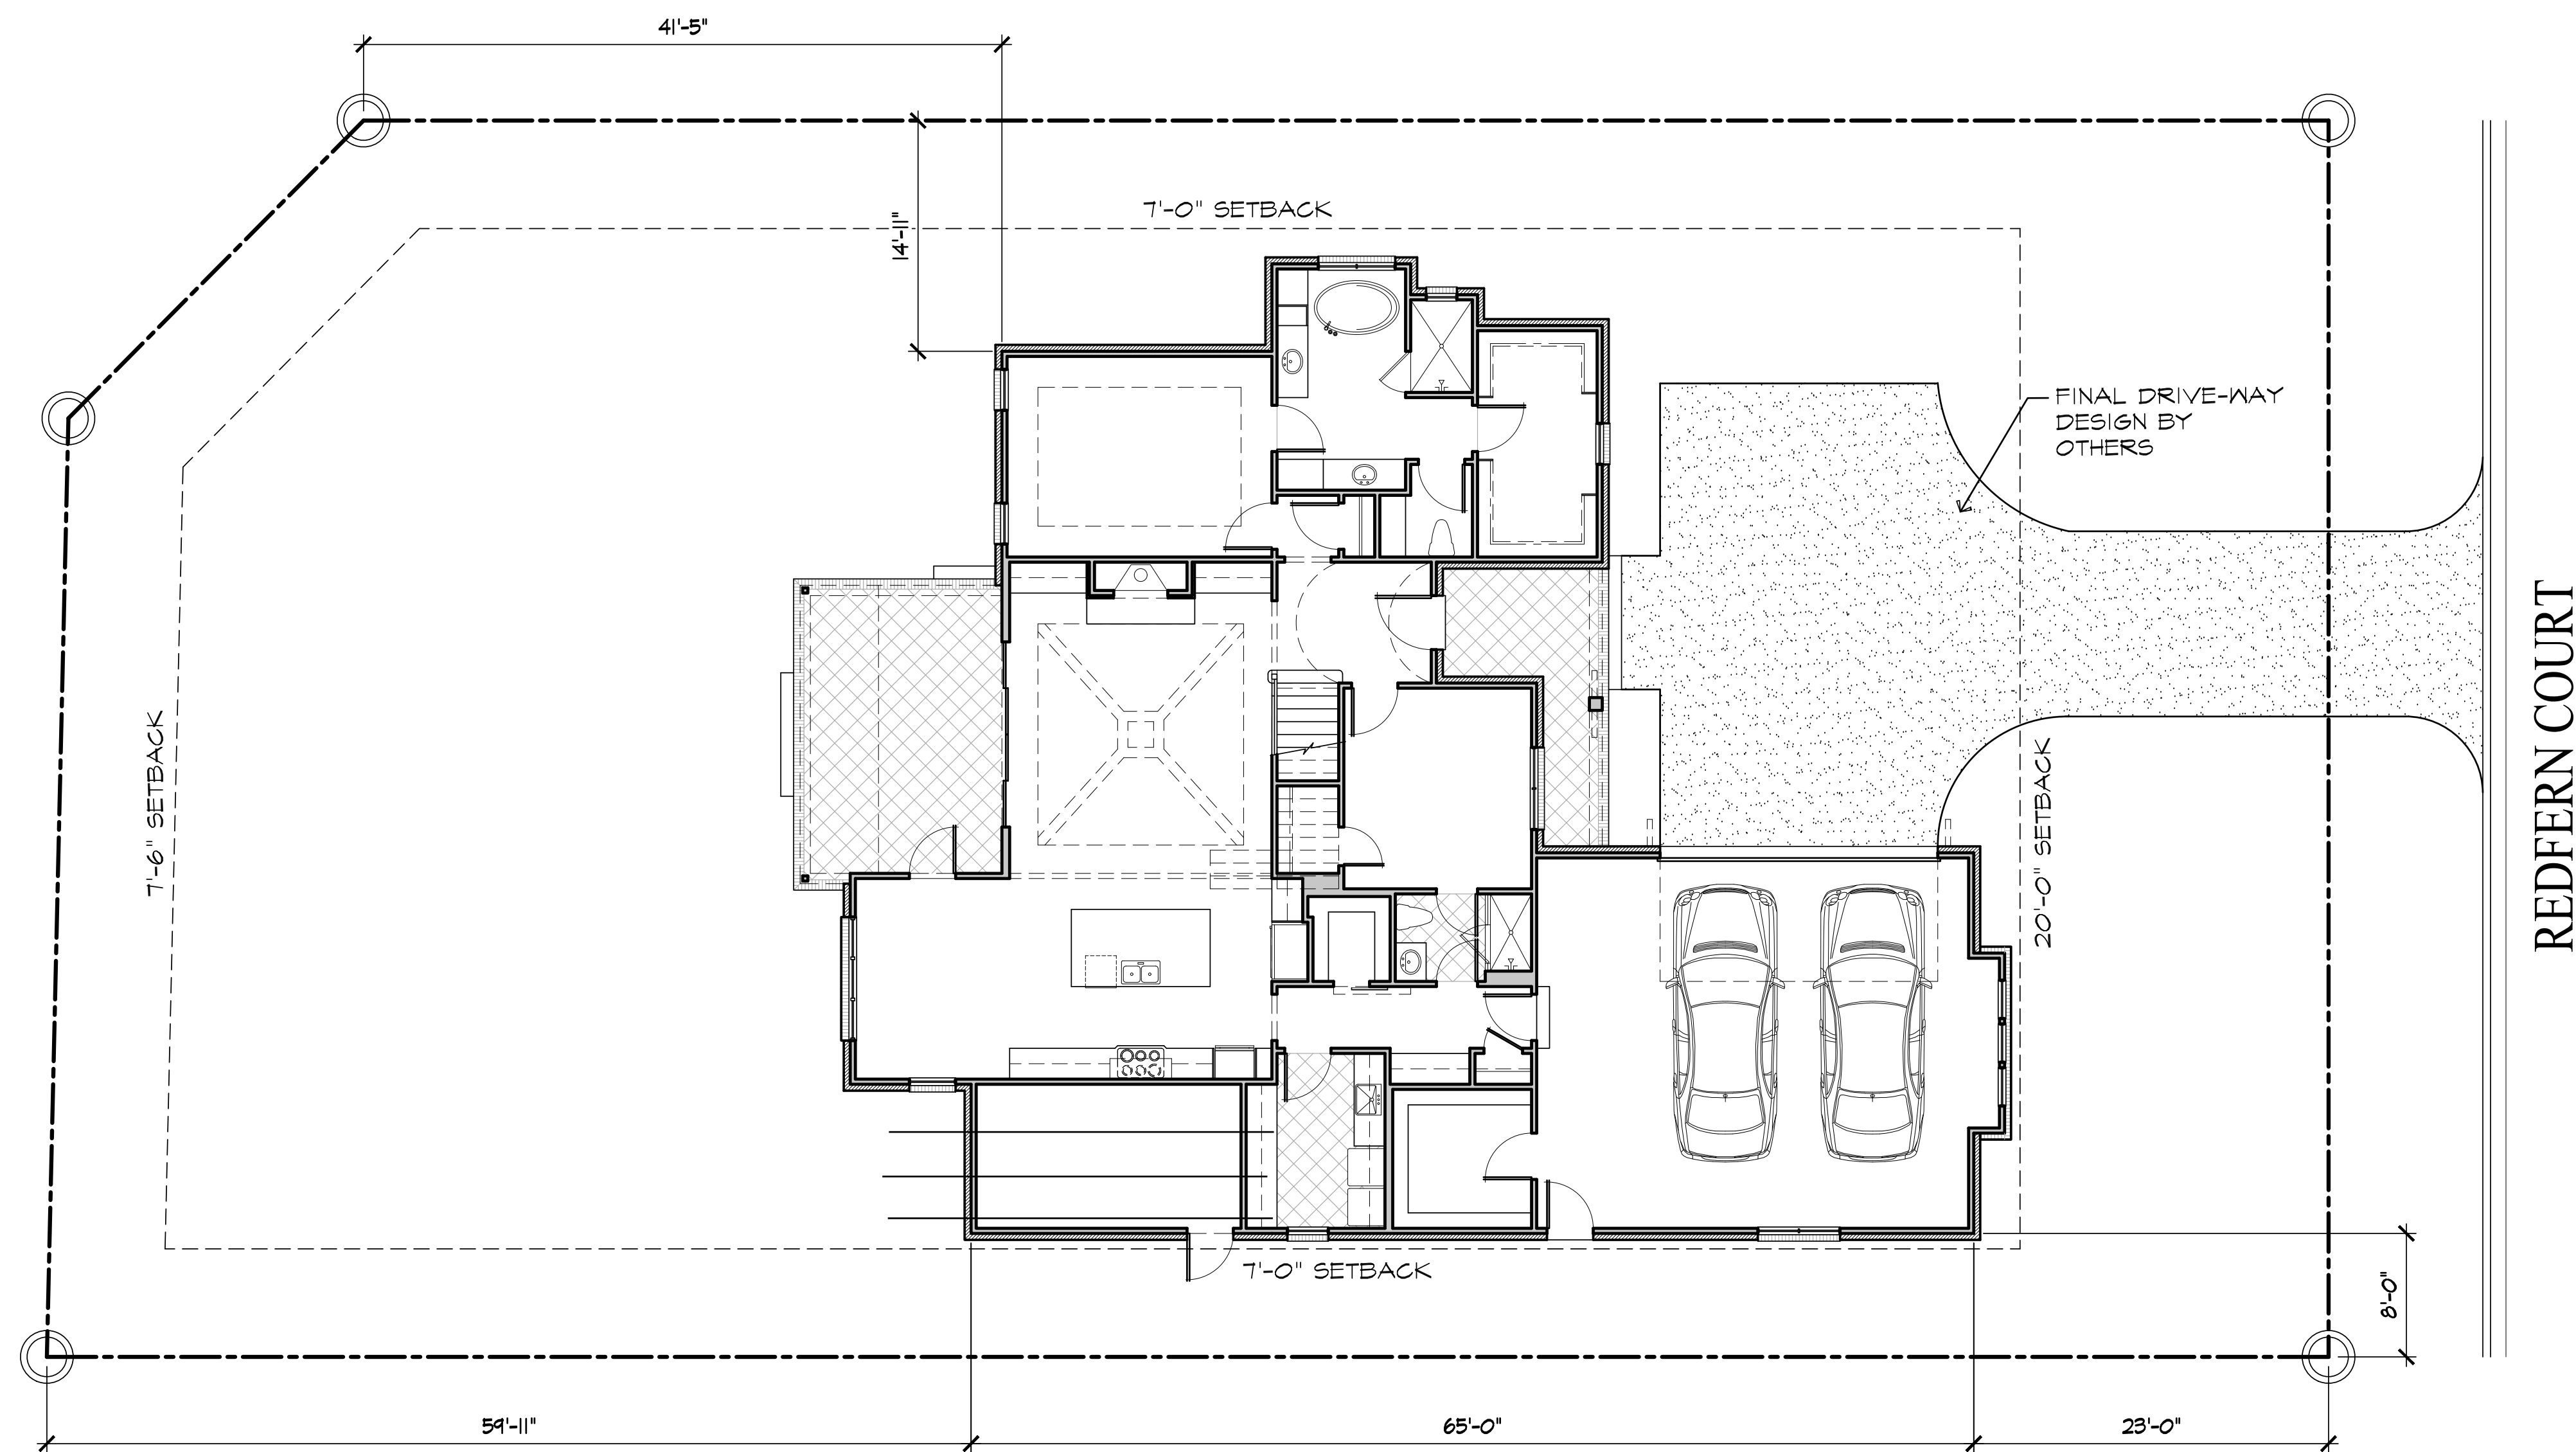 41'-5"
7'-0" SETBACK
14'-11"
FINAL DRIVE-WAY
DESIGN BY
OTHERS
REDFERN COURT
7'-6" SETBACK
20'-0" SETBACK
7'-0" SETBACK
8'-0"
59'-11"
65'-0"
23'-0"